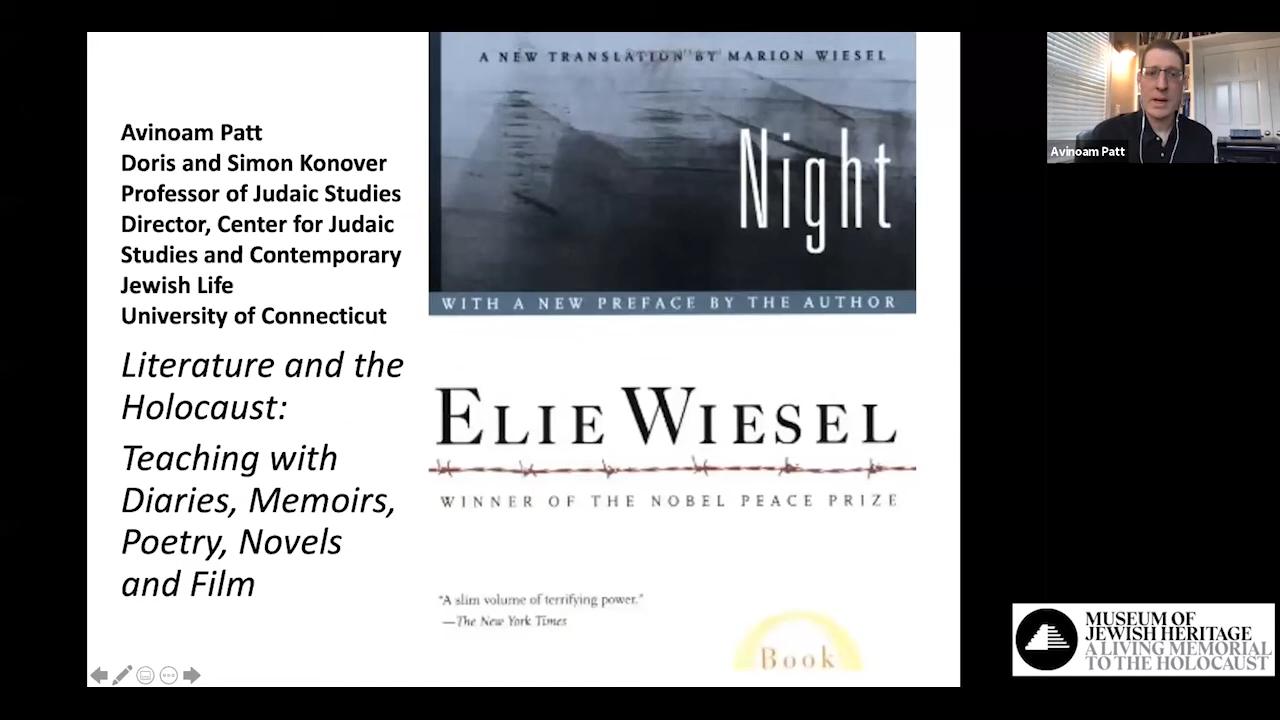 Avinoam Patt
Doris and Simon Konover
Professor of Judaic Studies
Director, Center for Judaic
Studies and Contemporary
Jewish Life
University of Connecticut
Literature and the
Holocaust:
Teaching with
Diaries, Memoirs,
Poetry, Novels
and Film
A NEW TRANSLATION BY MARION WIESEL
Night
WITH A NEW PREFACE BY THE AUTHOR
ELIE WIESEL
WINNER OF THE NOBEL PEACE PRIZE
"A slim volume of terrifying power."
—The New York Times
Book
Avinoam Patt
MUSEUM OF
JEWISH HERITAGE
A LIVING MEMORIAL
TO THE HOLOCAUST